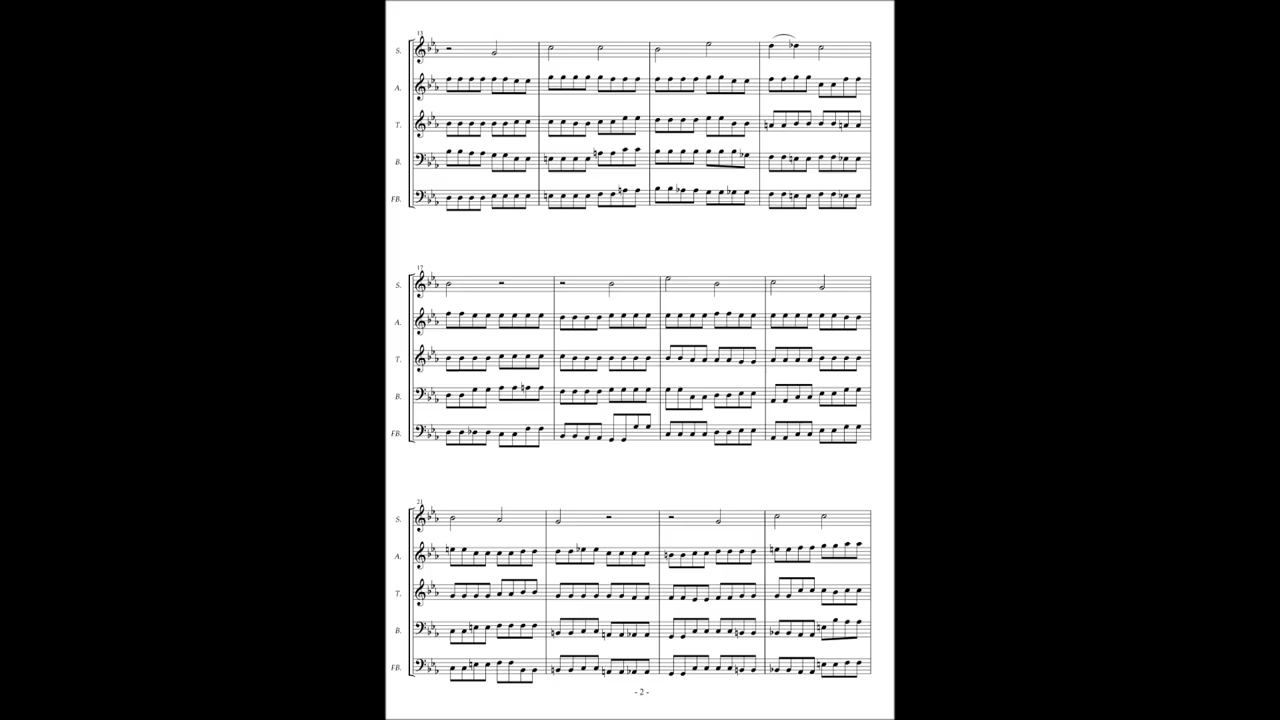 13
S.
A.
T.
B.
FB.
17
S.
A.
T.
B.
FB.
21
S.
A.
T.
B.
FB.
- 2 -